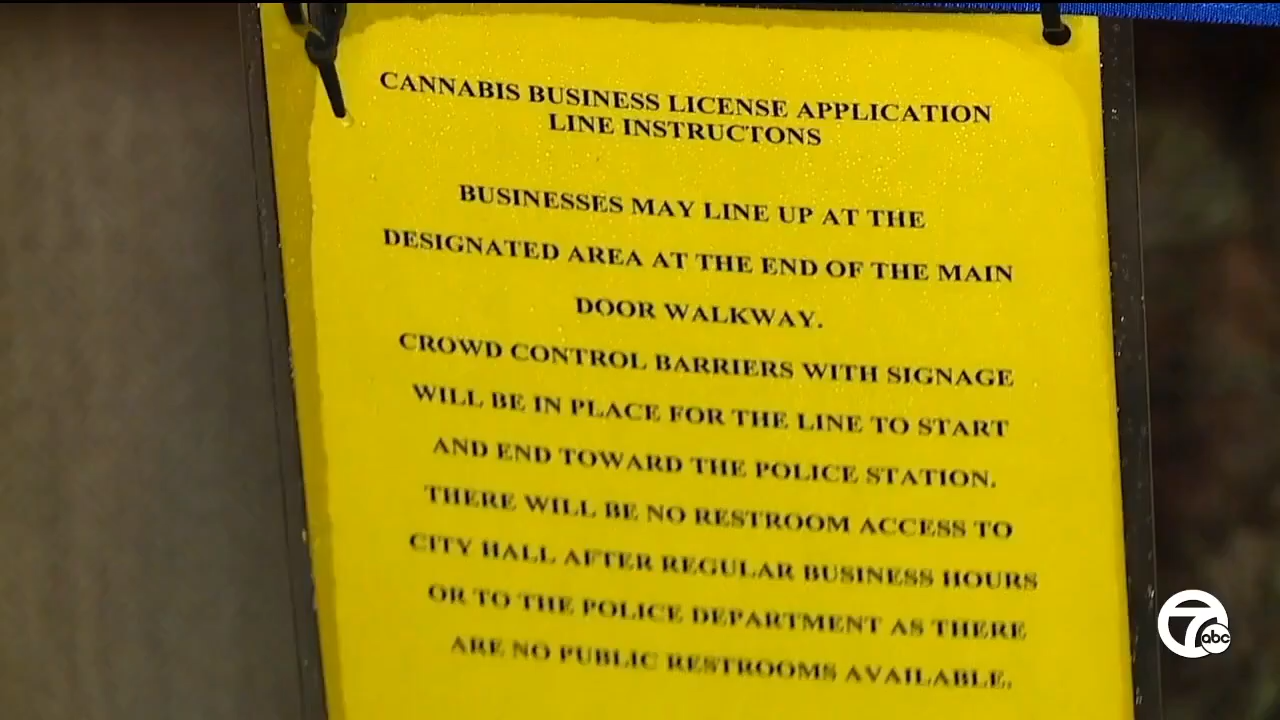 CANNABIS BUSINESS LICENSE APPLICATION
LINE INSTRUCTONS
BUSINESSES MAY LINE UP AT THE
DESIGNATED AREA AT THE END OF THE MAIN
DOOR WALKWAY.
CROWD CONTROL BARRIERS WITH SIGNAGE
WILL BE IN PLACE FOR THE LINE TO START
AND END TOWARD THE POLICE STATION.
THERE WILL BE NO RESTROOM ACCESS TO
CITY HALL AFTER REGULAR BUSINESS HOURS
OR TO THE POLICE DEPARTMENT AS THERE
ARE NO PUBLIC RESTROOMS AVAILABLE.
7 abc